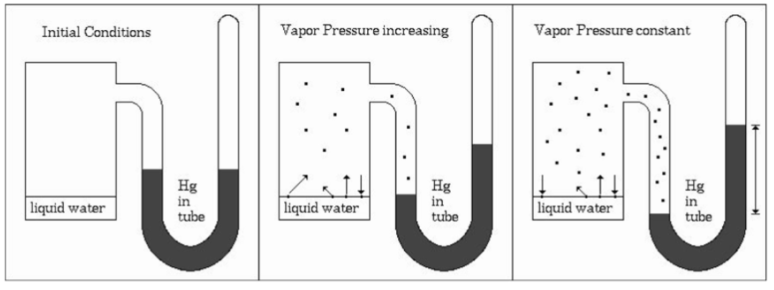 Initial Conditions
Hg
in
tube
liquid water
Vapor Pressure increasing
Hg
in
tube
liquid water
Vapor Pressure constant
Hg
in
tube
liquid water